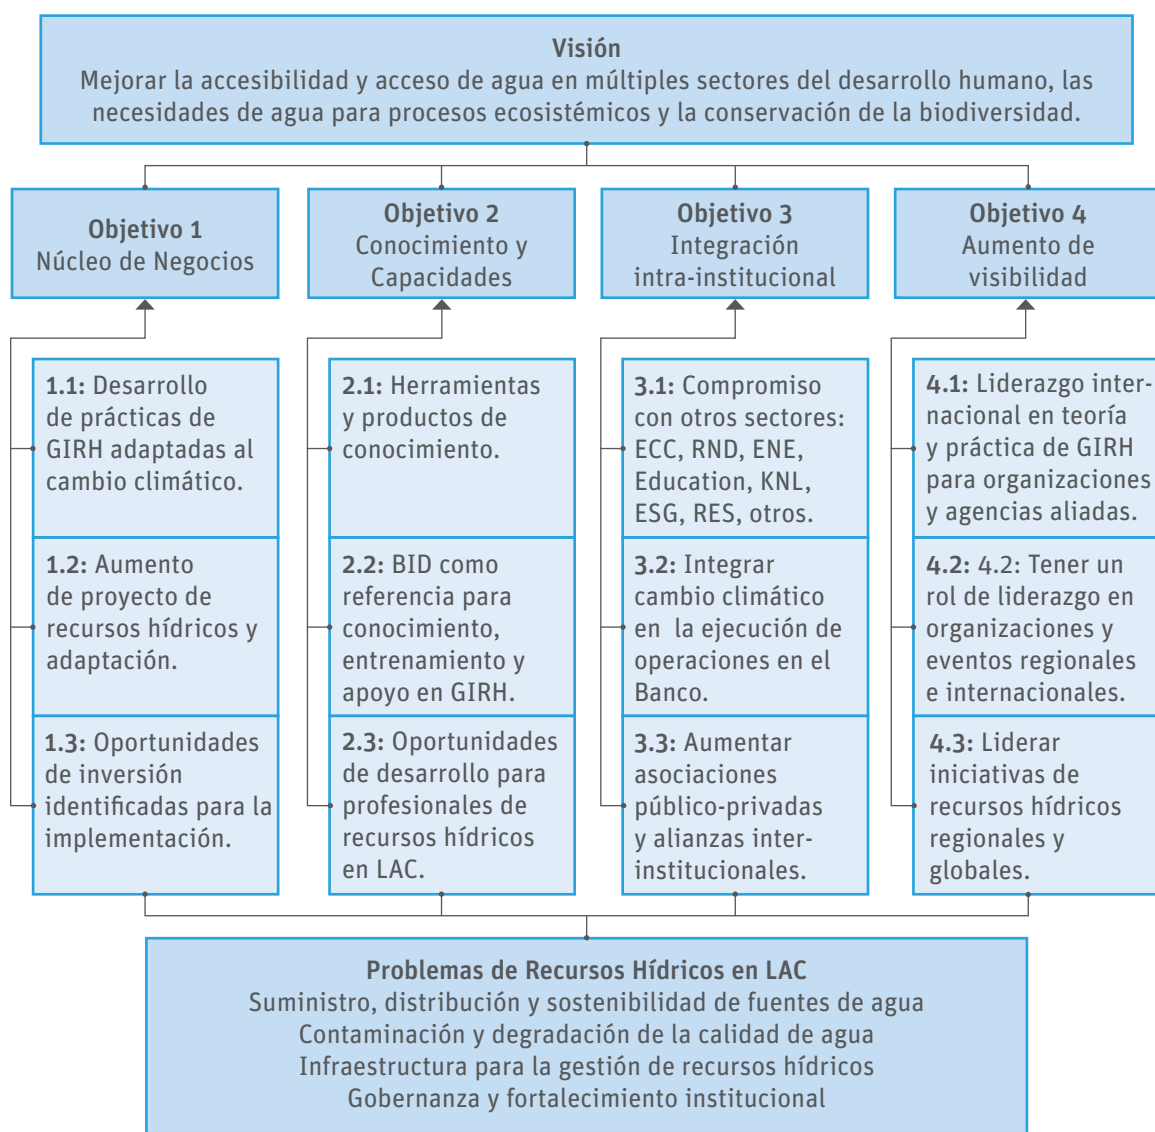 Visión
Mejorar la accesibilidad y acceso de agua en múltiples sectores del desarrollo humano, las
necesidades de agua para procesos ecosistémicos y la conservación de la biodiversidad.
Objetivo 1
Núcleo de Negocios
Objetivo 2
Conocimiento y
Capacidades
Objetivo 3
Integración
intra-institucional
Objetivo 4
Aumento de
visibilidad
1.1: Desarrollo
de prácticas de
GIRH adaptadas al
cambio climático.
1.2: Aumento
de proyecto de
recursos hídricos y
adaptación.
1.3: Oportunidades
de inversión
identificadas para la
implementación.
2.1: Herramientas
y productos de
conocimiento.
2.2: BID como
referencia para
conocimiento,
entrenamiento y
apoyo en GIRH.
2.3: Oportunidades
de desarrollo para
profesionales de
recursos hídricos
en LAC.
3.1: Compromiso
con otros sectores:
ECC, RND, ENE,
Education, KNL,
ESG, RES, otros.
3.2: Integrar
cambio climático
en la ejecución de
operaciones en el
Banco.
3.3: Aumentar
asociaciones
público-privadas
y alianzas inter-
institucionales.
4.1: Liderazgo inter-
nacional en teoría
y práctica de GIRH
para organizaciones
y agencias aliadas.
4.2: 4.2: Tener un
rol de liderazgo en
organizaciones y
eventos regionales
e internacionales.
4.3: Liderar
iniciativas de
recursos hídricos
regionales y
globales.
Problemas de Recursos Hídricos en LAC
Suministro, distribución y sostenibilidad de fuentes de agua
Contaminación y degradación de la calidad de agua
Infraestructura para la gestión de recursos hídricos
Gobernanza y fortalecimiento institucional